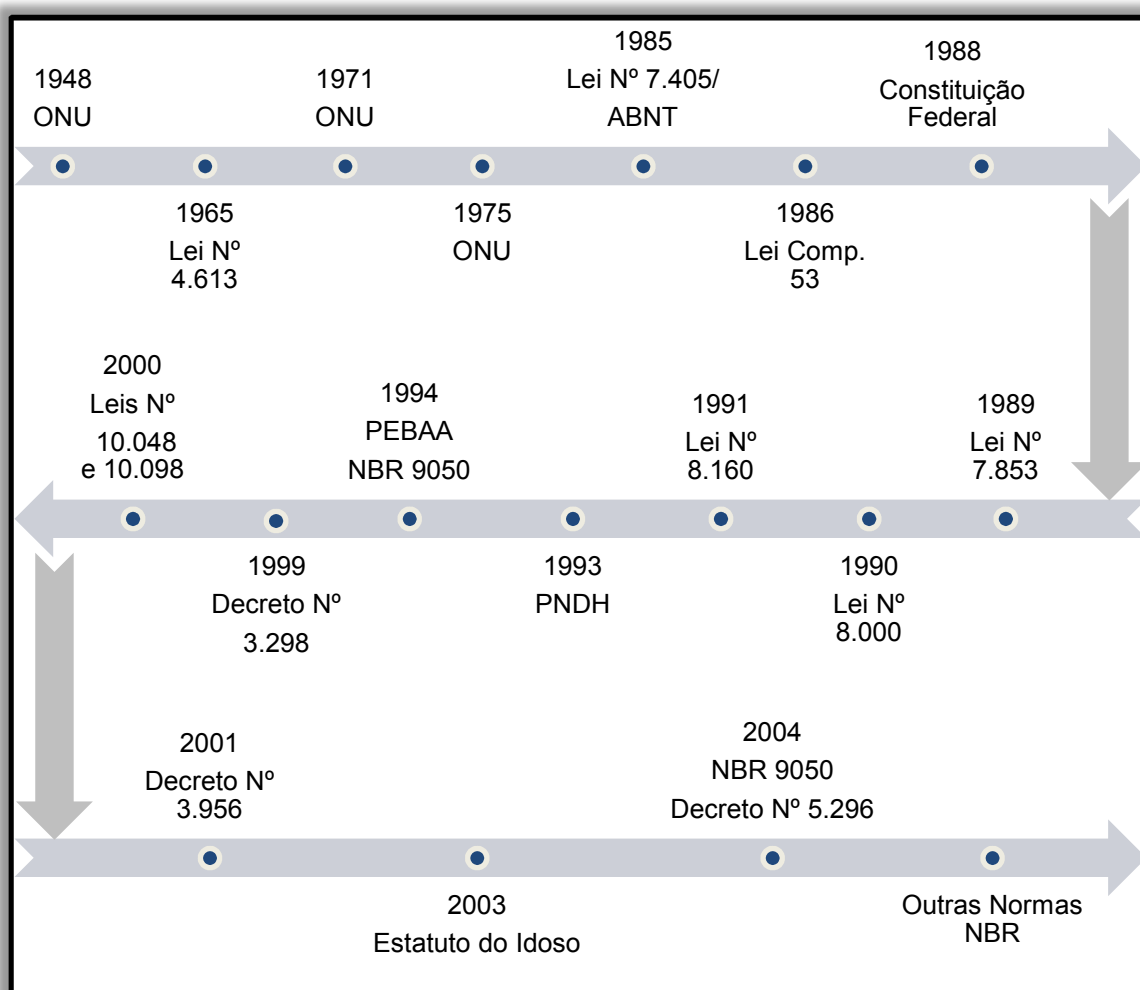 1948
ONU
1965
Lei Nº
4.613
1971
ONU
1975
ONU
1985
Lei Nº 7.405/
ABNT
1986
Lei Comp.
53
1988
Constituição
Federal
1989
Lei Nº
7.853
1990
Lei Nº
8.000
1991
Lei Nº
8.160
1993
PNDH
1994
PEBAA
NBR 9050
1999
Decreto Nº
3.298
2000
Leis Nº
10.048
e 10.098
2001
Decreto Nº
3.956
2003
Estatuto do Idoso
2004
NBR 9050
Decreto Nº 5.296
Outras Normas
NBR